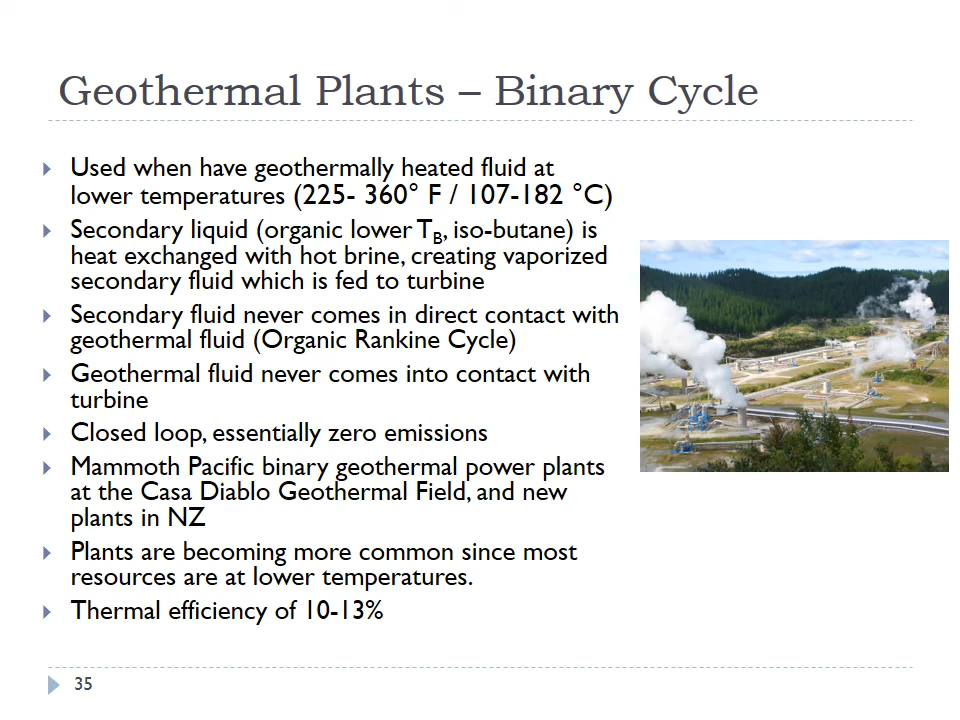 Geothermal Plants – Binary Cycle
Used when have geothermally heated fluid at
lower temperatures (225- 360° F / 107-182 °C)
Secondary liquid (organic lower TB, iso-butane) is
heat exchanged with hot brine, creating vaporized
secondary fluid which is fed to turbine
Secondary fluid never comes in direct contact with
geothermal fluid (Organic Rankine Cycle)
Geothermal fluid never comes into contact with
turbine
Closed loop, essentially zero emissions
Mammoth Pacific binary geothermal power plants
at the Casa Diablo Geothermal Field, and new
plants in NZ
Plants are becoming more common since most
resources are at lower temperatures.
Thermal efficiency of 10-13%
35